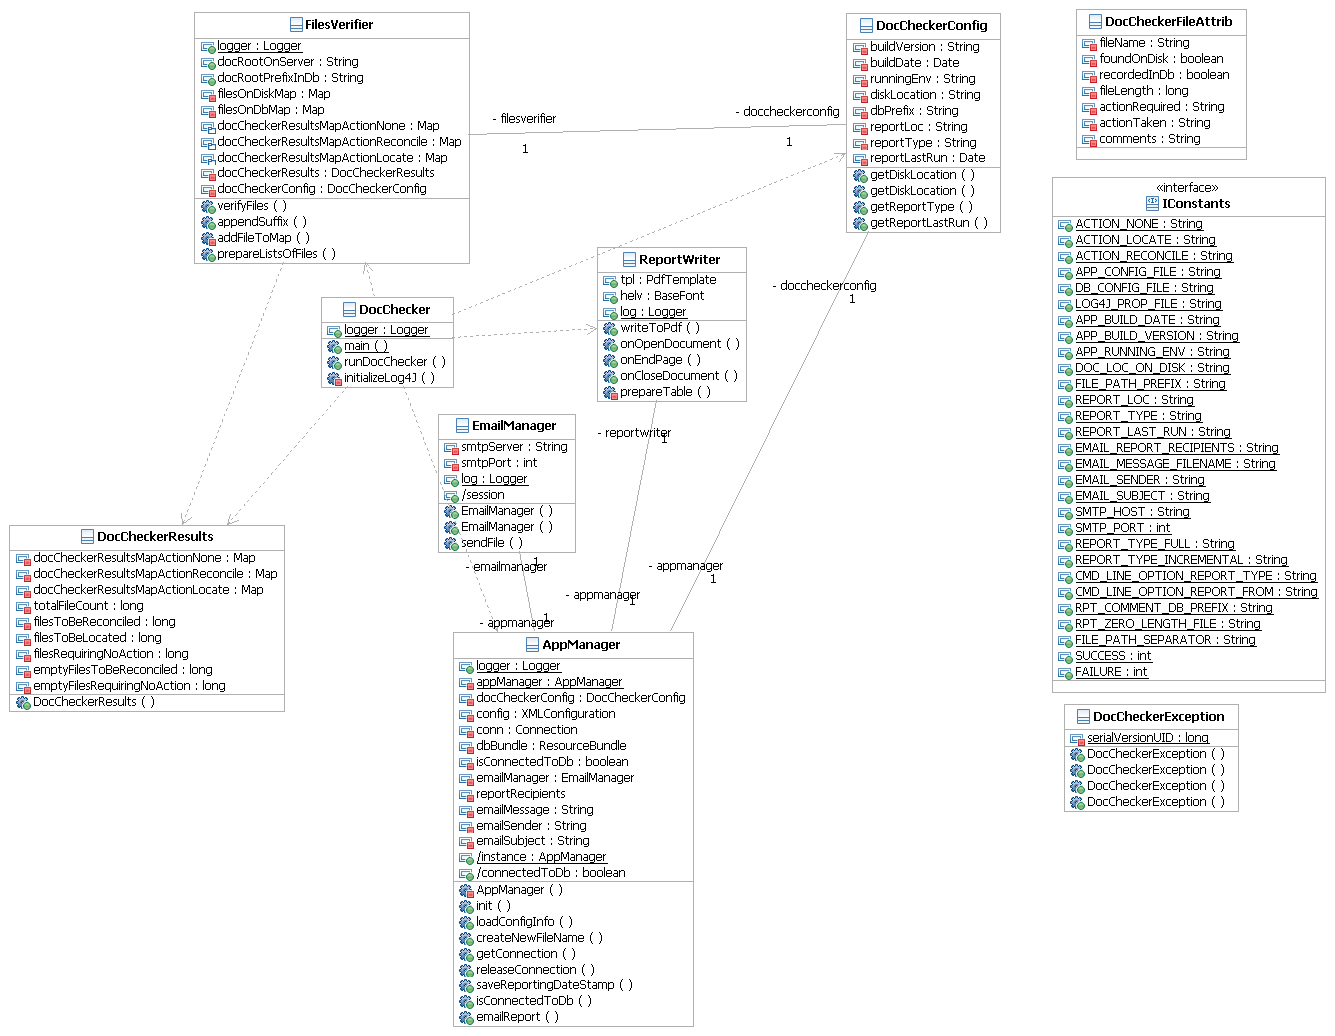 FilesVerifier
logger : Logger
docRootOnServer : String
docRootPrefixInDb : String
filesOnDiskMap : Map
filesOnDbMap : Map
docCheckerResultsMapActionNone : Map
docCheckerResultsMapActionReconcile : Map
docCheckerResultsMapActionLocate : Map
docCheckerResults : DocCheckerResults
docCheckerConfig : DocCheckerConfig
verifyFiles ( )
appendSuffix ( )
addFileToMap ( )
prepareListsOfFiles ( )
- filesverifier
1
- doccheckerconfig
1
DocCheckerConfig
buildVersion : String
buildDate : Date
runningEnv : String
diskLocation : String
dbPrefix : String
reportLoc : String
reportType : String
reportLastRun : Date
getDiskLocation ( )
getDiskLocation ( )
getReportType ( )
getReportLastRun ( )
DocCheckerFileAttrib
fileName : String
foundOnDisk : boolean
recordedInDb : boolean
fileLength : long
actionRequired : String
actionTaken : String
comments : String
«interface»
IConstants
ACTION_NONE : String
ACTION_LOCATE : String
ACTION_RECONCILE : String
APP_CONFIG_FILE : String
DB_CONFIG_FILE : String
LOG4J_PROP_FILE : String
APP_BUILD_DATE : String
APP_BUILD_VERSION : String
APP_RUNNING_ENV : String
DOC_LOC_ON_DISK : String
FILE_PATH_PREFIX : String
REPORT_LOC : String
REPORT_TYPE : String
REPORT_LAST_RUN : String
EMAIL_REPORT_RECIPIENTS : String
EMAIL_MESSAGE_FILENAME : String
EMAIL_SENDER : String
EMAIL_SUBJECT : String
SMTP_HOST : String
SMTP_PORT : int
REPORT_TYPE_FULL : String
REPORT_TYPE_INCREMENTAL : String
CMD_LINE_OPTION_REPORT_TYPE : String
CMD_LINE_OPTION_REPORT_FROM : String
RPT_COMMENT_DB_PREFIX : String
RPT_ZERO_LENGTH_FILE : String
FILE_PATH_SEPARATOR : String
SUCCESS : int
FAILURE : int
DocChecker
logger : Logger
main ( )
runDocChecker ( )
initializeLog4J ( )
ReportWriter
tpl : PdfTemplate
helv : BaseFont
log : Logger
writeToPdf ( )
onOpenDocument ( )
onEndPage ( )
onCloseDocument ( )
prepareTable ( )
- doccheckerconfig
1
- reportwriter
1
EmailManager
smtpServer : String
smtpPort : int
log : Logger
/session
EmailManager ( )
EmailManager ( )
sendFile ( )
1
- emailmanager
- appmanager
1
- appmanager
1
1
- appmanager
DocCheckerResults
docCheckerResultsMapActionNone : Map
docCheckerResultsMapActionReconcile : Map
docCheckerResultsMapActionLocate : Map
totalFileCount : long
filesToBeReconciled : long
filesToBeLocated : long
filesRequiringNoAction : long
emptyFilesToBeReconciled : long
emptyFilesRequiringNoAction : long
DocCheckerResults ( )
AppManager
logger : Logger
appManager : AppManager
docCheckerConfig : DocCheckerConfig
config : XMLConfiguration
conn : Connection
dbBundle : ResourceBundle
isConnectedToDb : boolean
emailManager : EmailManager
reportRecipients
emailMessage : String
emailSender : String
emailSubject : String
/instance : AppManager
/connectedToDb : boolean
AppManager ( )
init ( )
loadConfigInfo ( )
createNewFileName ( )
getConnection ( )
releaseConnection ( )
saveReportingDateStamp ( )
isConnectedToDb ( )
emailReport ( )
DocCheckerException
serialVersionUID : long
DocCheckerException ( )
DocCheckerException ( )
DocCheckerException ( )
DocCheckerException ( )